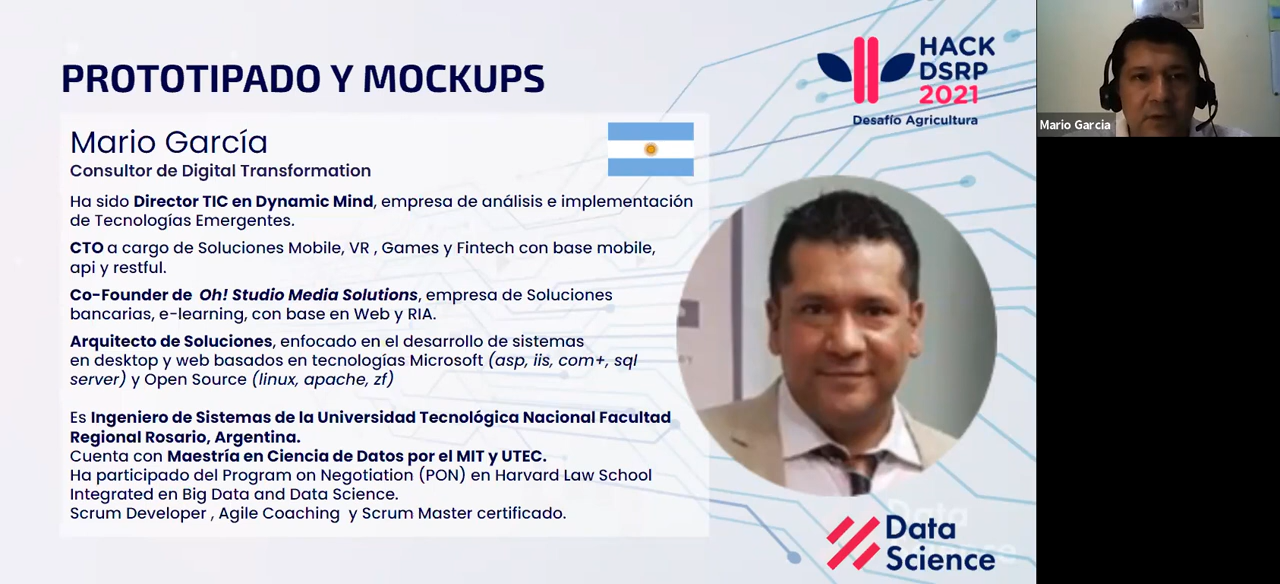 PROTOTIPADO Y MOCKUPS
HACK
DSRP
2021
Desafío Agricultura
Mario García
Consultor de Digital Transformation
Ha sido Director TIC en Dynamic Mind, empresa de análisis e implementación
de Tecnologías Emergentes.
CTO a cargo de Soluciones Mobile, VR , Games y Fintech con base mobile,
api y restful.
Co-Founder de Oh! Studio Media Solutions, empresa de Soluciones
bancarias, e-learning, con base en Web y RIA.
Arquitecto de Soluciones, enfocado en el desarrollo de sistemas
en desktop y web basados en tecnologías Microsoft (asp, iis, com+, sql
server) y Open Source (linux, apache, zf)
Es Ingeniero de Sistemas de la Universidad Tecnológica Nacional Facultad
Regional Rosario, Argentina.
Cuenta con Maestría en Ciencia de Datos por el MIT y UTEC.
Ha participado del Program on Negotiation (PON) en Harvard Law School
Integrated en Big Data and Data Science.
Scrum Developer , Agile Coaching y Scrum Master certificado.
Data
Science
Mario Garcia